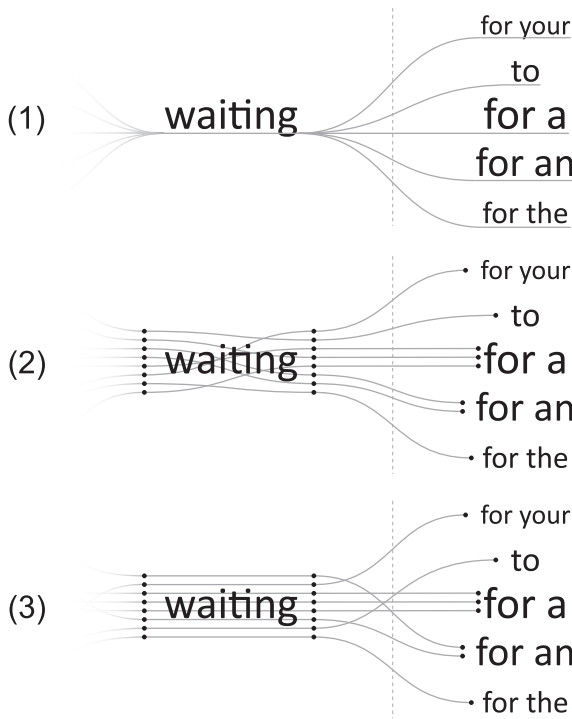 for your
to
(1) waiting for a
for an
for the
for your
to
(2) waiting for a
for an
for the
for your
to
(3) waiting for a
for an
for the